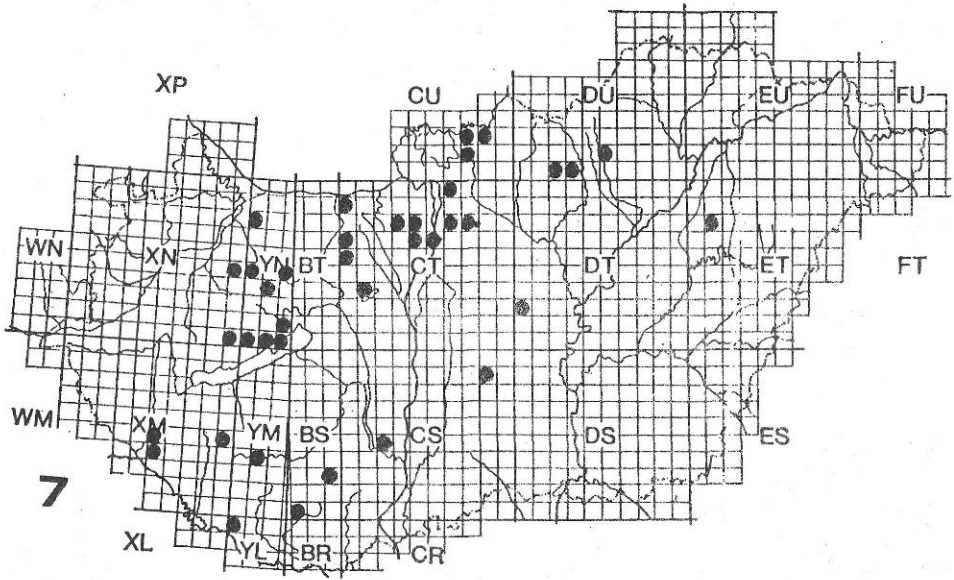 XP CU DU EU FU
WN XN YN BT CT DT ET FT
WM XM YM BS CS DS ES
7
XL YL BR CR